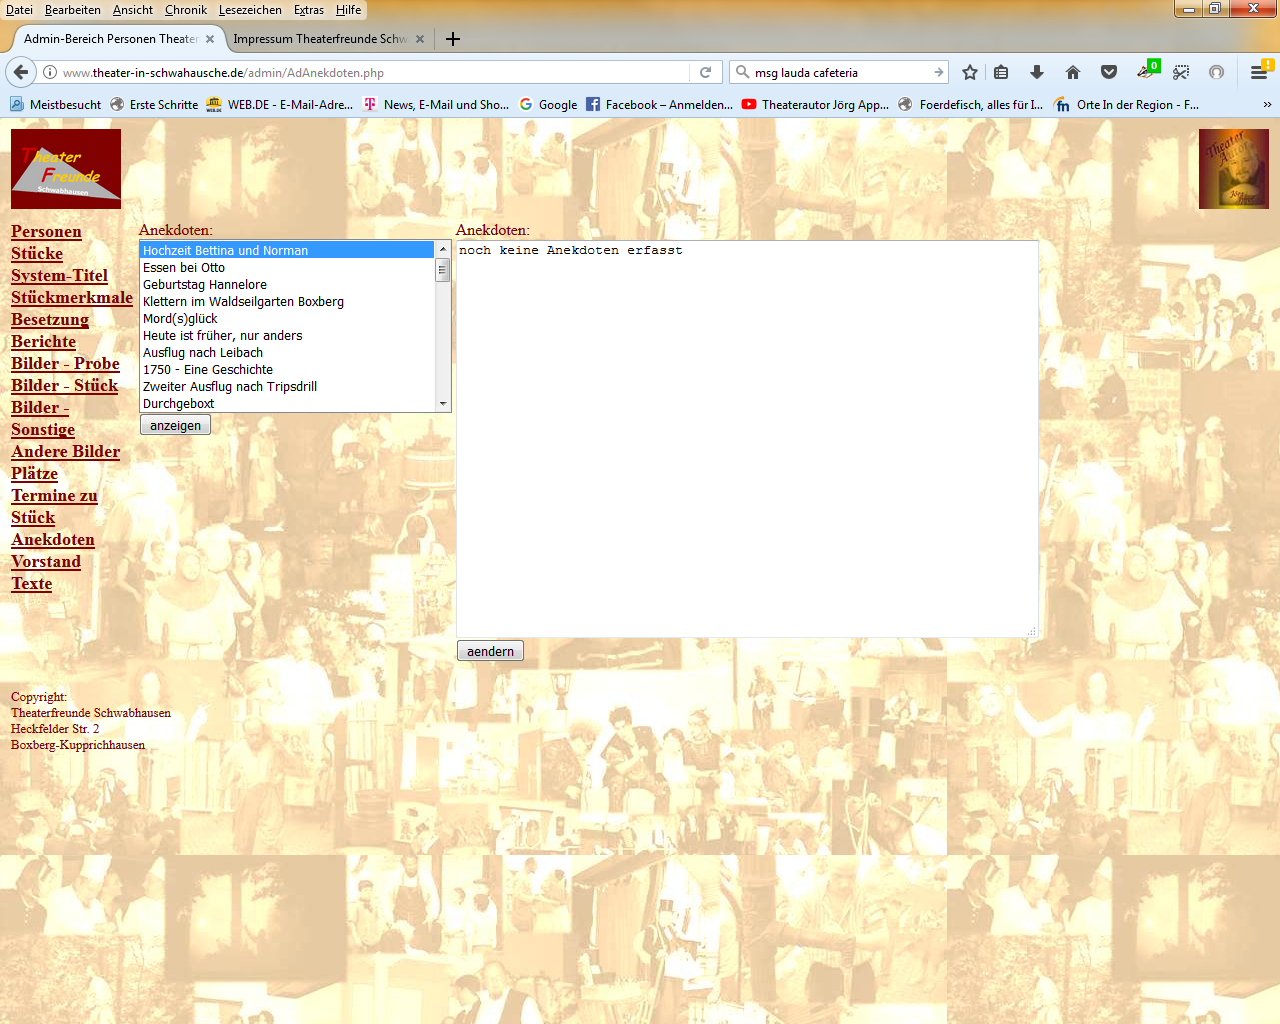 Datei Bearbeiten Ansicht Chronik Lesezeichen Extras Hilfe
Admin-Bereich Personen Theater
Impressum Theaterfreunde Schw
www.theater-in-schwahausche.de/admin/AdAnekdoten.php
msg lauda cafeteria
0
Meistbesucht Erste Schritte WEB.DE - E-Mail-Adre... News, E-Mail und Sho... Google Facebook – Anmelden... Theaterautor Jörg App... Foerdefisch, alles für I... Orte In der Region - F... »
Theater
Freunde
Schwabhausen
Theater
Autor
Personen
Stücke
System-Titel
Stückmerkmale
Besetzung
Berichte
Bilder - Probe
Bilder - Stück
Bilder -
Sonstige
Andere Bilder
Plätze
Termine zu
Stück
Anekdoten
Vorstand
Texte
Anekdoten:
Hochzeit Bettina und Norman
Essen bei Otto
Geburtstag Hannelore
Klettern im Waldseilgarten Boxberg
Mord(s)glück
Heute ist früher, nur anders
Ausflug nach Leibach
1750 - Eine Geschichte
Zweiter Ausflug nach Tripsdrill
Durchgeboxt
anzeigen
Anekdoten:
noch keine Anekdoten erfasst
aendern
Copyright:
Theaterfreunde Schwabhausen
Heckfelder Str. 2
Boxberg-Kupprichhausen